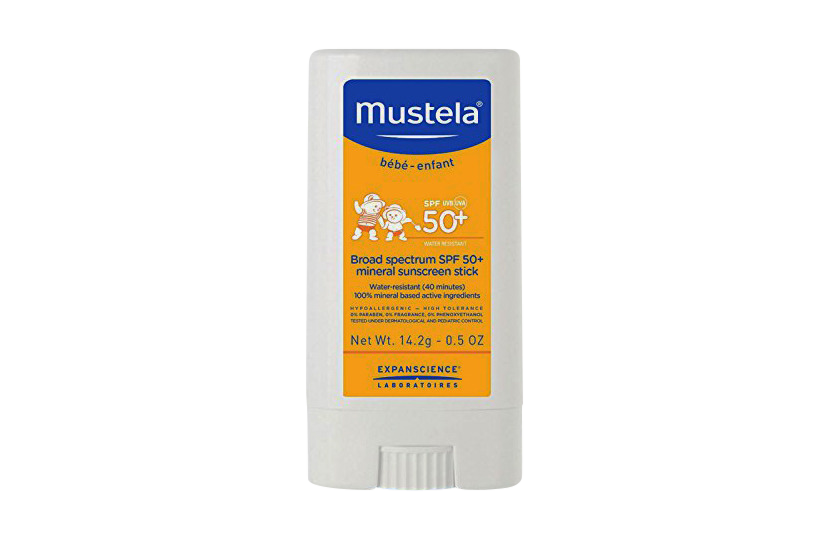 Mustela®
bébé-enfant
SPF UVB UVA
50+
WATER RESISTANT
Broad spectrum SPF 50+
mineral sunscreen stick
Water-resistant (40 minutes)
100% mineral based active ingredients
HYPOALLERGENIC — HIGH TOLERANCE
0% PARABEN, 0% FRAGRANCE, 0% PHENOXYETHANOL
TESTED UNDER DERMATOLOGICAL AND PEDIATRIC CONTROL
Net Wt. 14.2g - 0.5 OZ
EXPANSCIENCE®
LABORATOIRES